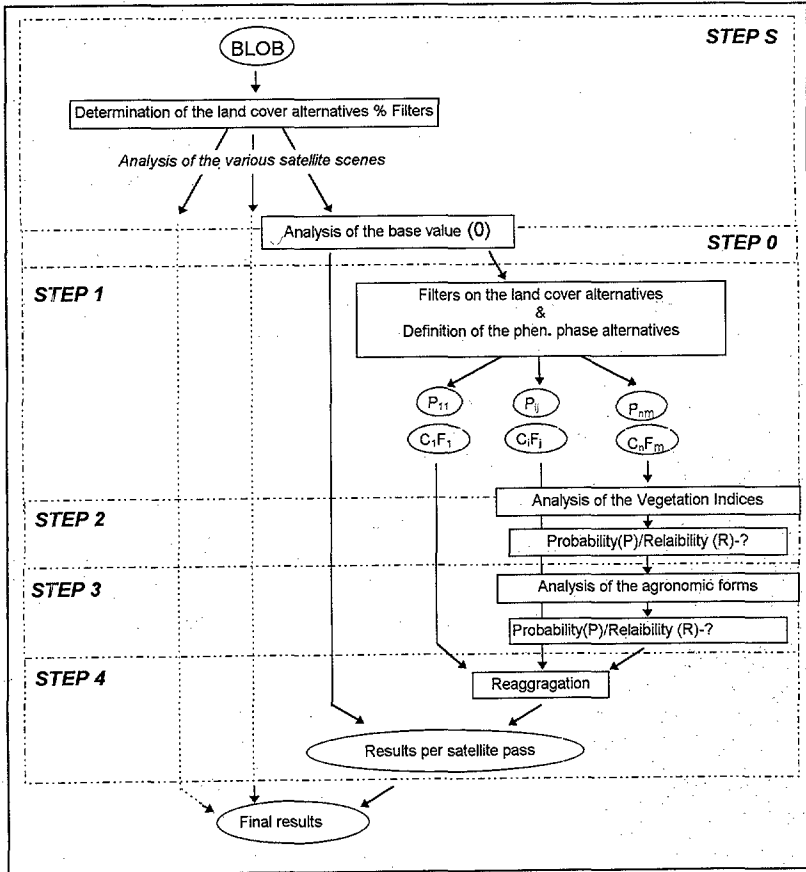 STEP S
BLOB
Determination of the land cover alternatives % Filters
Analysis of the various satellite scenes
Analysis of the base value (0)
STEP 0
STEP 1
Filters on the land cover alternatives
&
Definition of the phen. phase alternatives
P11 Pij Pnm
C1F1 CiFj CnFm
Analysis of the Vegetation Indices
STEP 2
Probability(P)/Relaibility (R)-?
STEP 3
Analysis of the agronomic forms
Probability(P)/Relaibility (R)-?
STEP 4
Reaggragation
Results per satellite pass
Final results